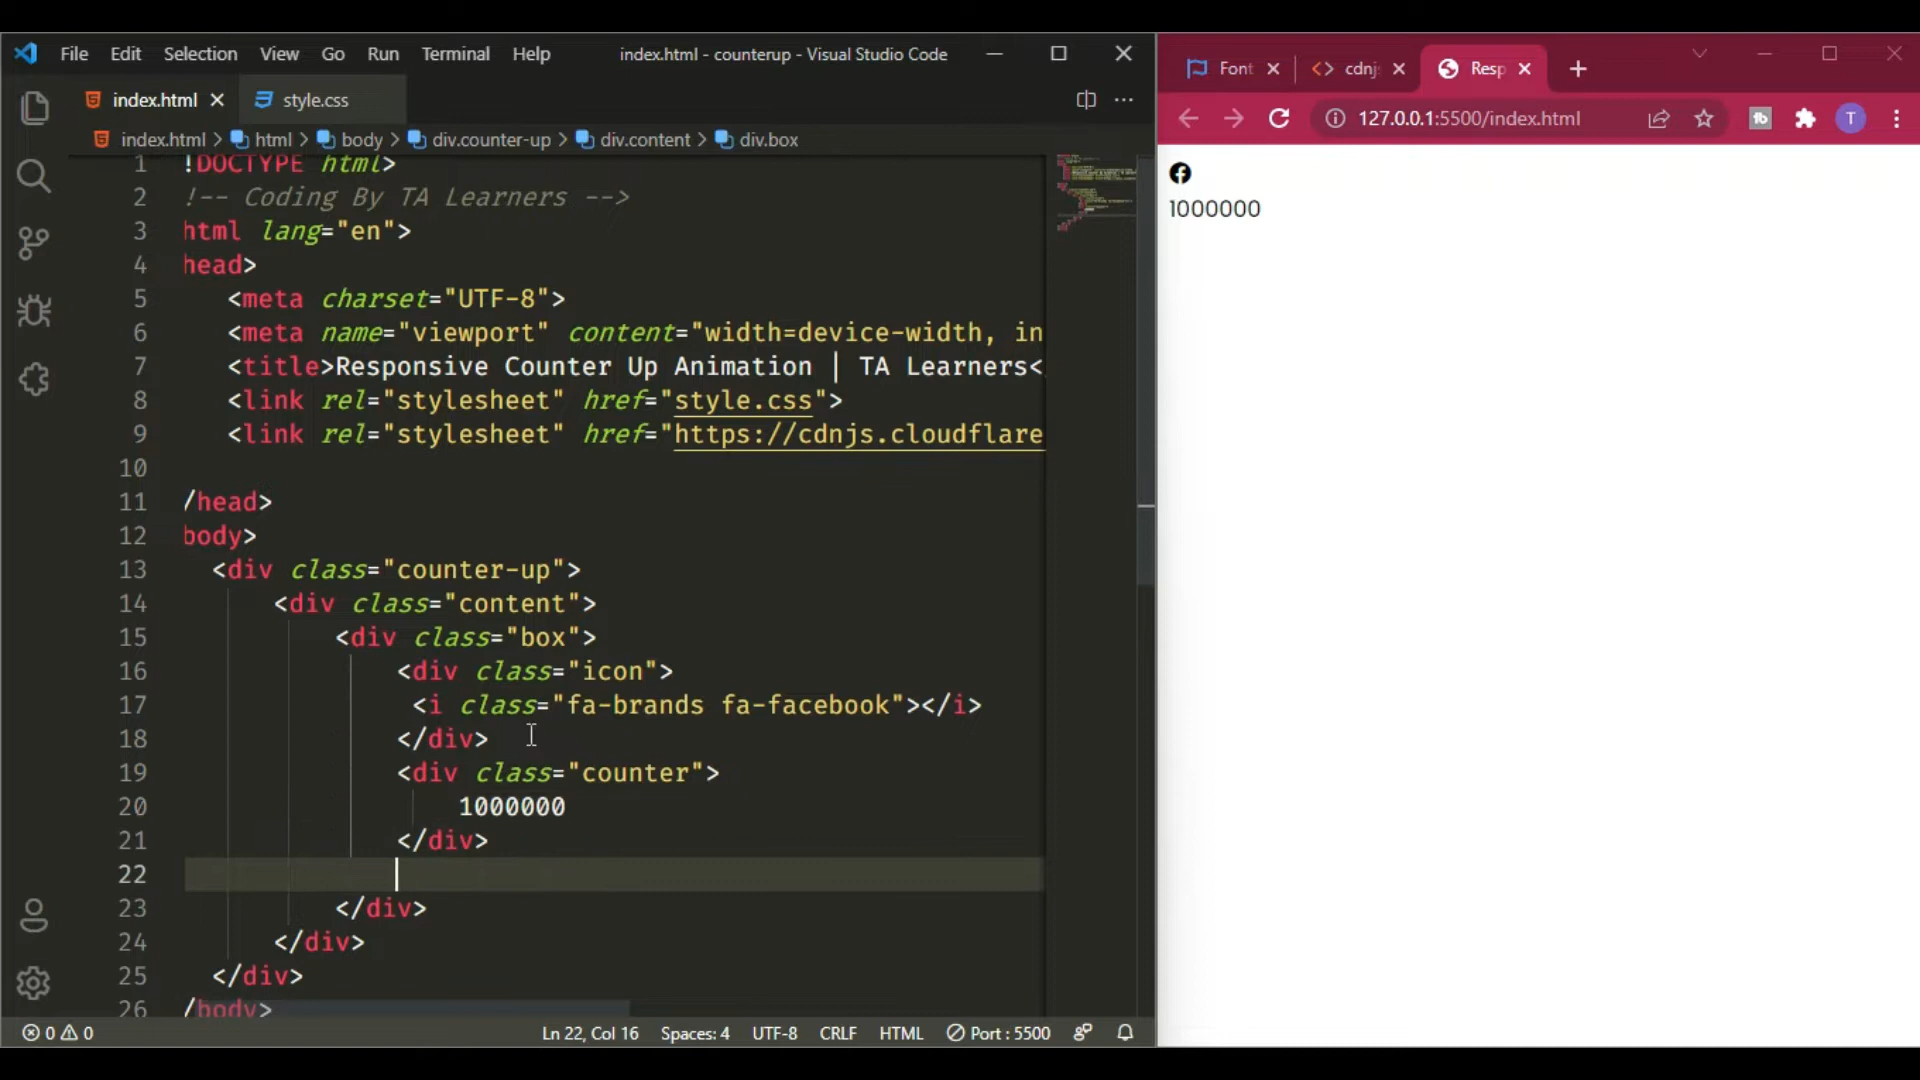 File Edit Selection View Go Run Terminal Help index.html - counterup - Visual Studio Code
index.html style.css
index.html > html > body > div.counter-up > div.content > div.box
1 !DOCTYPE html>
2 !-- Coding By TA Learners -->
3 html lang="en">
4 head>
5 <meta charset="UTF-8">
6 <meta name="viewport" content="width=device-width, in
7 <title>Responsive Counter Up Animation | TA Learners<
8 <link rel="stylesheet" href="style.css">
9 <link rel="stylesheet" href="https://cdnjs.cloudflare
10
11 /head>
12 body>
13 <div class="counter-up">
14 <div class="content">
15 <div class="box">
16 <div class="icon">
17 <i class="fa-brands fa-facebook"></i>
18 </div>
19 <div class="counter">
20 1000000
21 </div>
22
23 </div>
24 </div>
25 </div>
26 /body>
0 0 Ln 22, Col 16 Spaces: 4 UTF-8 CRLF HTML Port : 5500
Font cdnj Resp
127.0.0.1:5500/index.html T
1000000